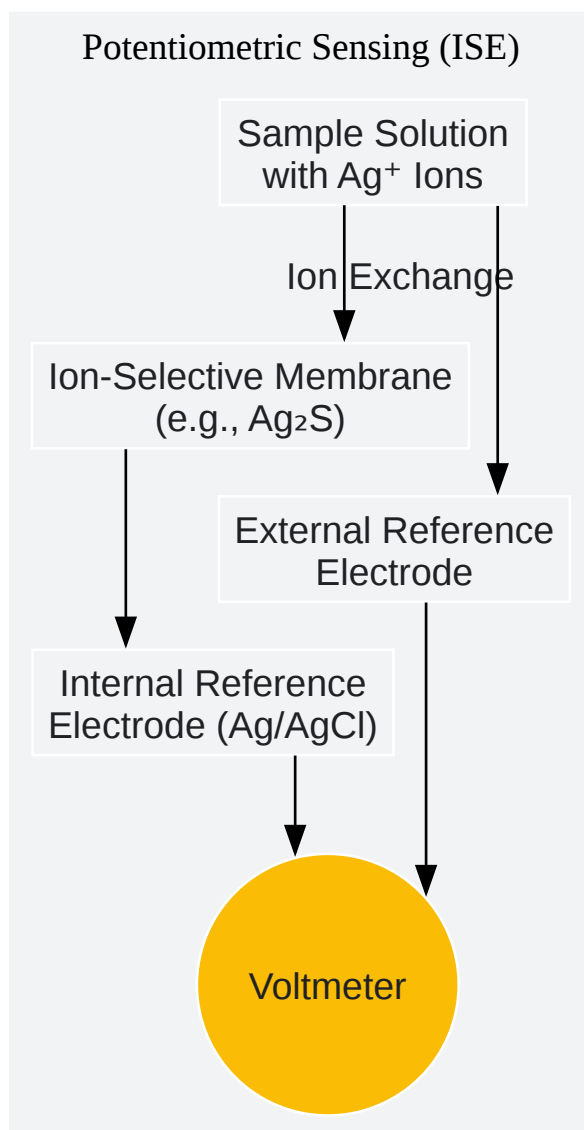 Potentiometric Sensing (ISE)
Sample Solution
with Ag⁺ Ions
Ion Exchange
Ion-Selective Membrane
(e.g., Ag₂S)
External Reference
Electrode
Internal Reference
Electrode (Ag/AgCl)
Voltmeter